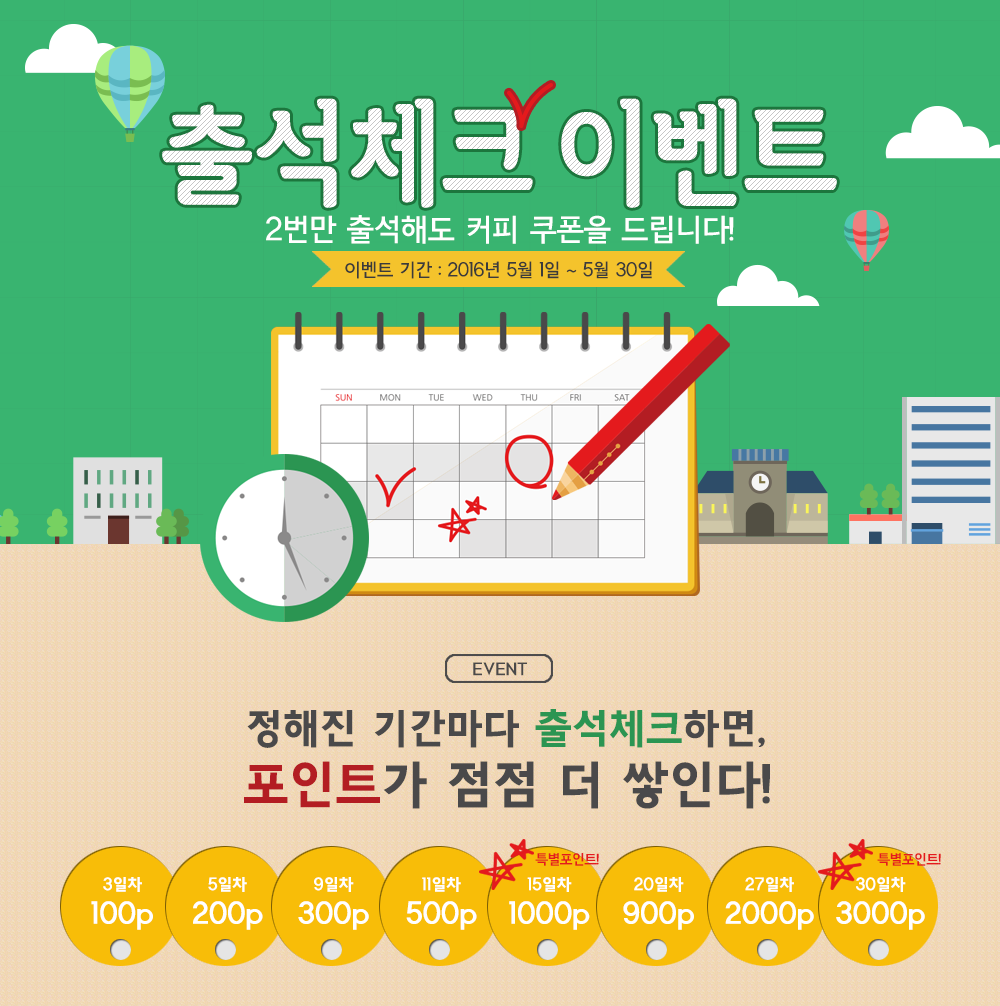 출석체크 이벤트
2번만 출석해도 커피 쿠폰을 드립니다!
이벤트 기간 : 2016년 5월 1일 ~ 5월 30일
SUN MON TUE WED THU FRI SAT
EVENT
정해진 기간마다 출석체크하면,
포인트가 점점 더 쌓인다!
특별포인트! 특별포인트!
3일차 5일차 9일차 11일차 15일차 20일차 27일차 30일차
100p 200p 300p 500p 1000p 900p 2000p 3000p